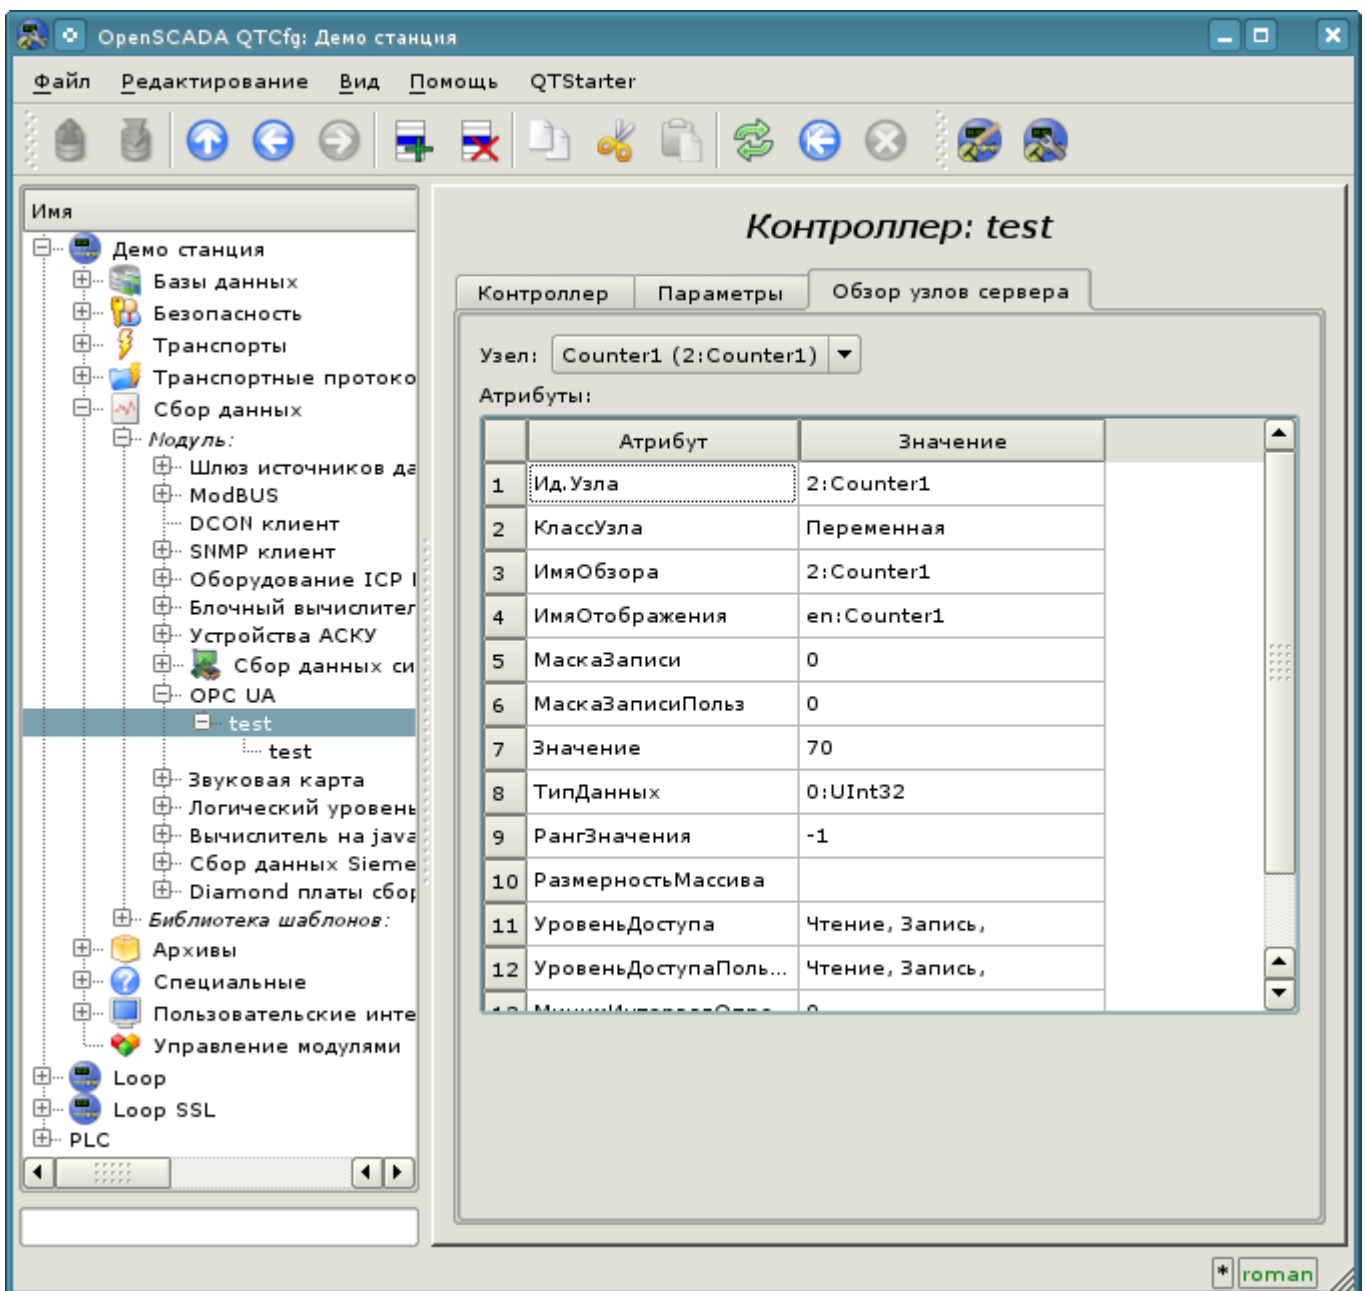 OpenSCADA QTCfg: Демо станция
Файл Редактирование Вид Помощь QTStarter
Имя
Демо станция
Базы данных
Безопасность
Транспорты
Транспортные протоко
Сбор данных
Модуль:
Шлюз источников да
ModBUS
DCON клиент
SNMP клиент
Оборудование ICP
Блочный вычислител
Устройства АСКУ
Сбор данных си
OPC UA
test
test
Звуковая карта
Логический уровень
Вычислитель на java
Сбор данных Sieme
Diamond платы сбор
Библиотека шаблонов:
Архивы
Специальные
Пользовательские инте
Управление модулями
Loop
Loop SSL
PLC
Контроллер: test
Контроллер Параметры Обзор узлов сервера
Узел: Counter1 (2:Counter1)
Атрибуты:
Атрибут Значение
1 Ид.Узла 2:Counter1
2 КлассУзла Переменная
3 ИмяОбзора 2:Counter1
4 ИмяОтображения en:Counter1
5 МаскаЗаписи 0
6 МаскаЗаписиПольз 0
7 Значение 70
8 ТипДанных 0:UInt32
9 РангЗначения -1
10 РазмерностьМассива
11 УровеньДоступа Чтение, Запись,
12 УровеньДоступаПоль... Чтение, Запись,
* roman